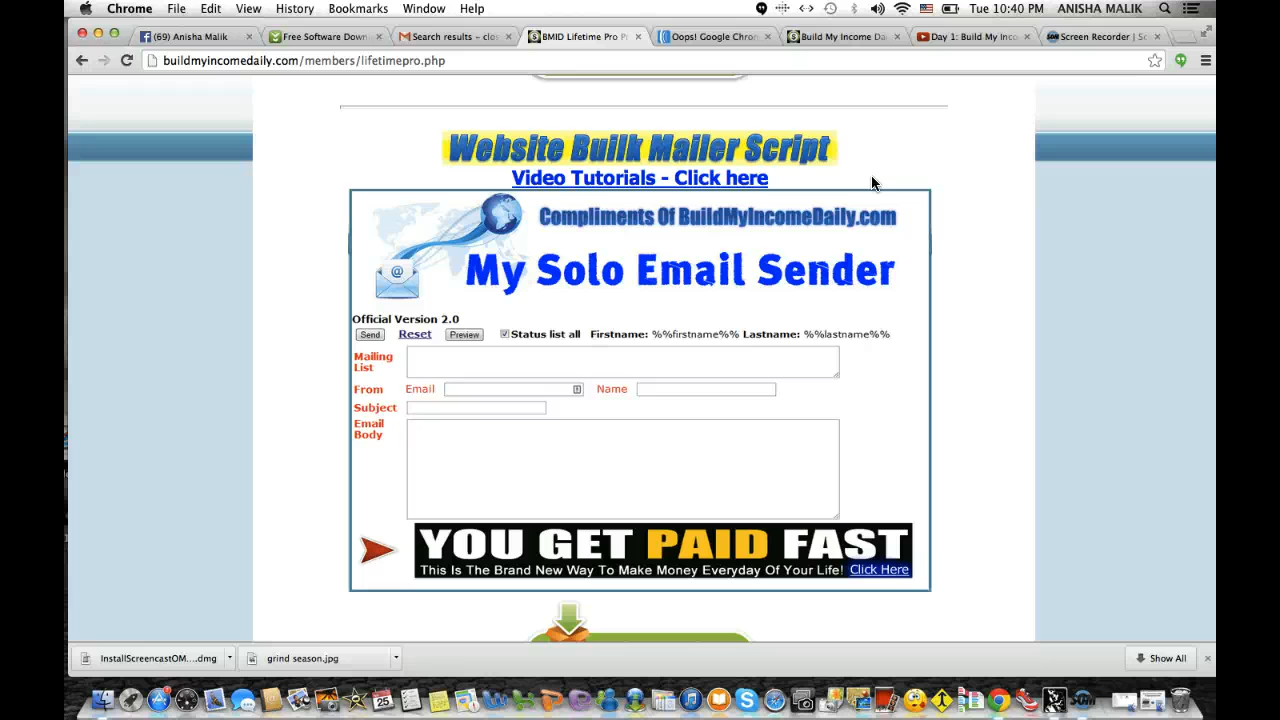 Chrome File Edit View History Bookmarks Window Help Tue 10:40 PM ANISHA MALIK
(69) Anisha Malik Free Software Down Search results – clos BMID Lifetime Pro P Oops! Google Chrom Build My Income Da Day 1: Build My Inco Screen Recorder | Sc
buildmyincomedaily.com/members/lifetimepro.php
Website Builk Mailer Script
Video Tutorials - Click here
Compliments Of BuildMyIncomeDaily.com
@ My Solo Email Sender
Official Version 2.0
Send Reset Preview Status list all Firstname: %%firstname%% Lastname: %%lastname%%
Mailing
List
From Email Name
Subject
Email
Body
YOU GET PAID FAST
This Is The Brand New Way To Make Money Everyday Of Your Life! Click Here
InstallScreencastOM....dmg grind season.jpg Show All
25